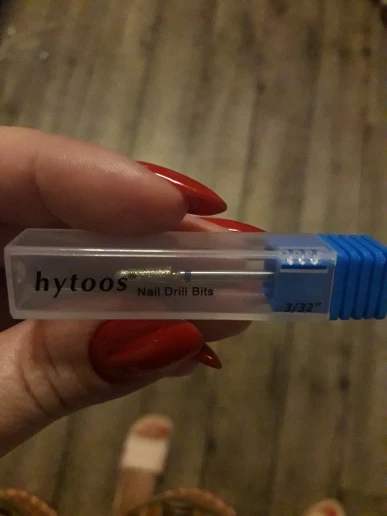 hytoos®
Nail Drill Bits
3/32"